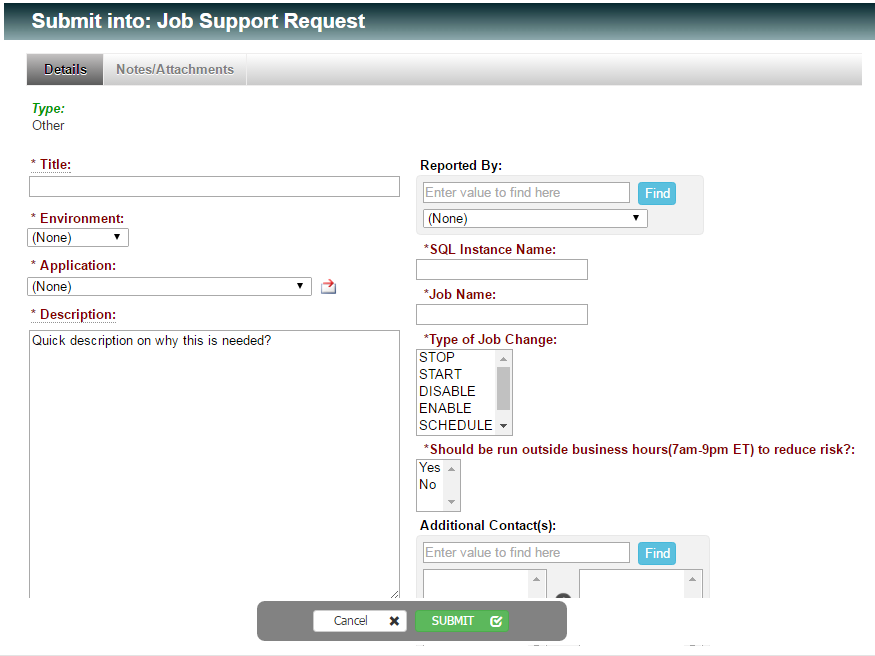 Submit into: Job Support Request
Details
Notes/Attachments
Type:
Other
* Title:
* Environment:
(None)
* Application:
(None)
* Description:
Quick description on why this is needed?
Reported By:
Enter value to find here
Find
(None)
*SQL Instance Name:
*Job Name:
*Type of Job Change:
STOP
START
DISABLE
ENABLE
SCHEDULE
*Should be run outside business hours(7am-9pm ET) to reduce risk?:
Yes
No
Additional Contact(s):
Enter value to find here
Find
Cancel
SUBMIT